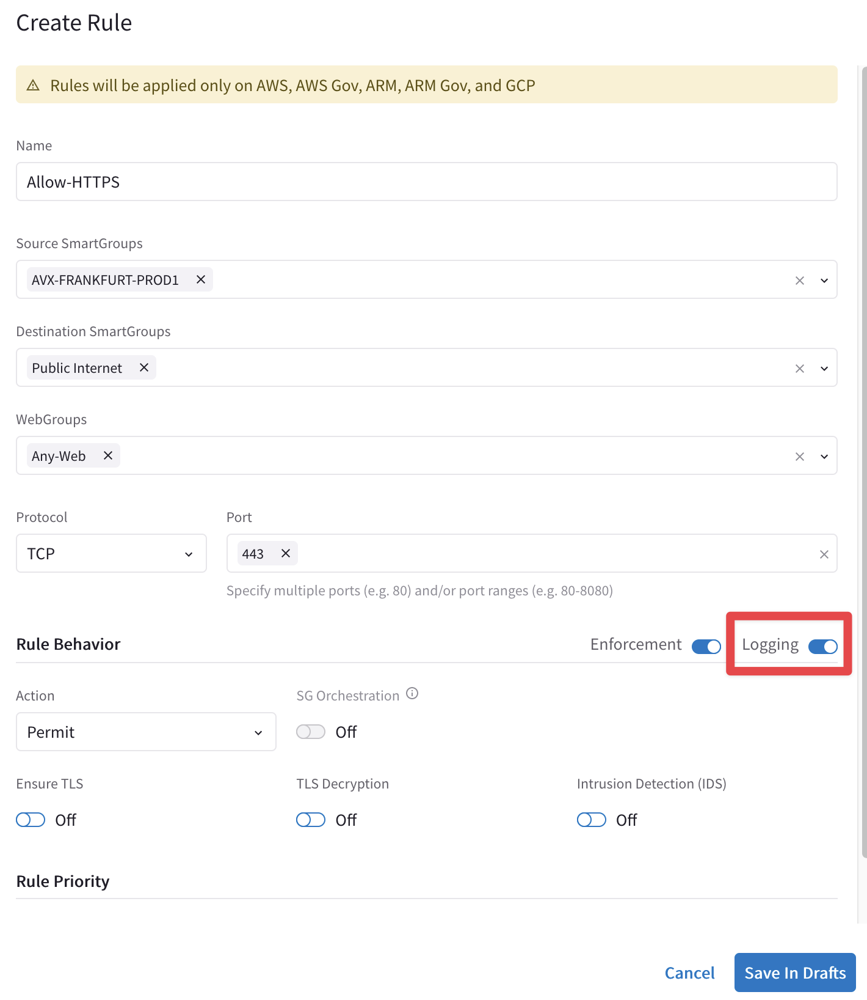 Create Rule
Rules will be applied only on AWS, AWS Gov, ARM, ARM Gov, and GCP
Name
Allow-HTTPS
Source SmartGroups
AVX-FRANKFURT-PROD1
Destination SmartGroups
Public Internet
WebGroups
Any-Web
Protocol Port
TCP 443
Specify multiple ports (e.g. 80) and/or port ranges (e.g. 80-8080)
Rule Behavior Enforcement Logging
Action SG Orchestration
Permit Off
Ensure TLS TLS Decryption Intrusion Detection (IDS)
Off Off Off
Rule Priority
Cancel Save In Drafts